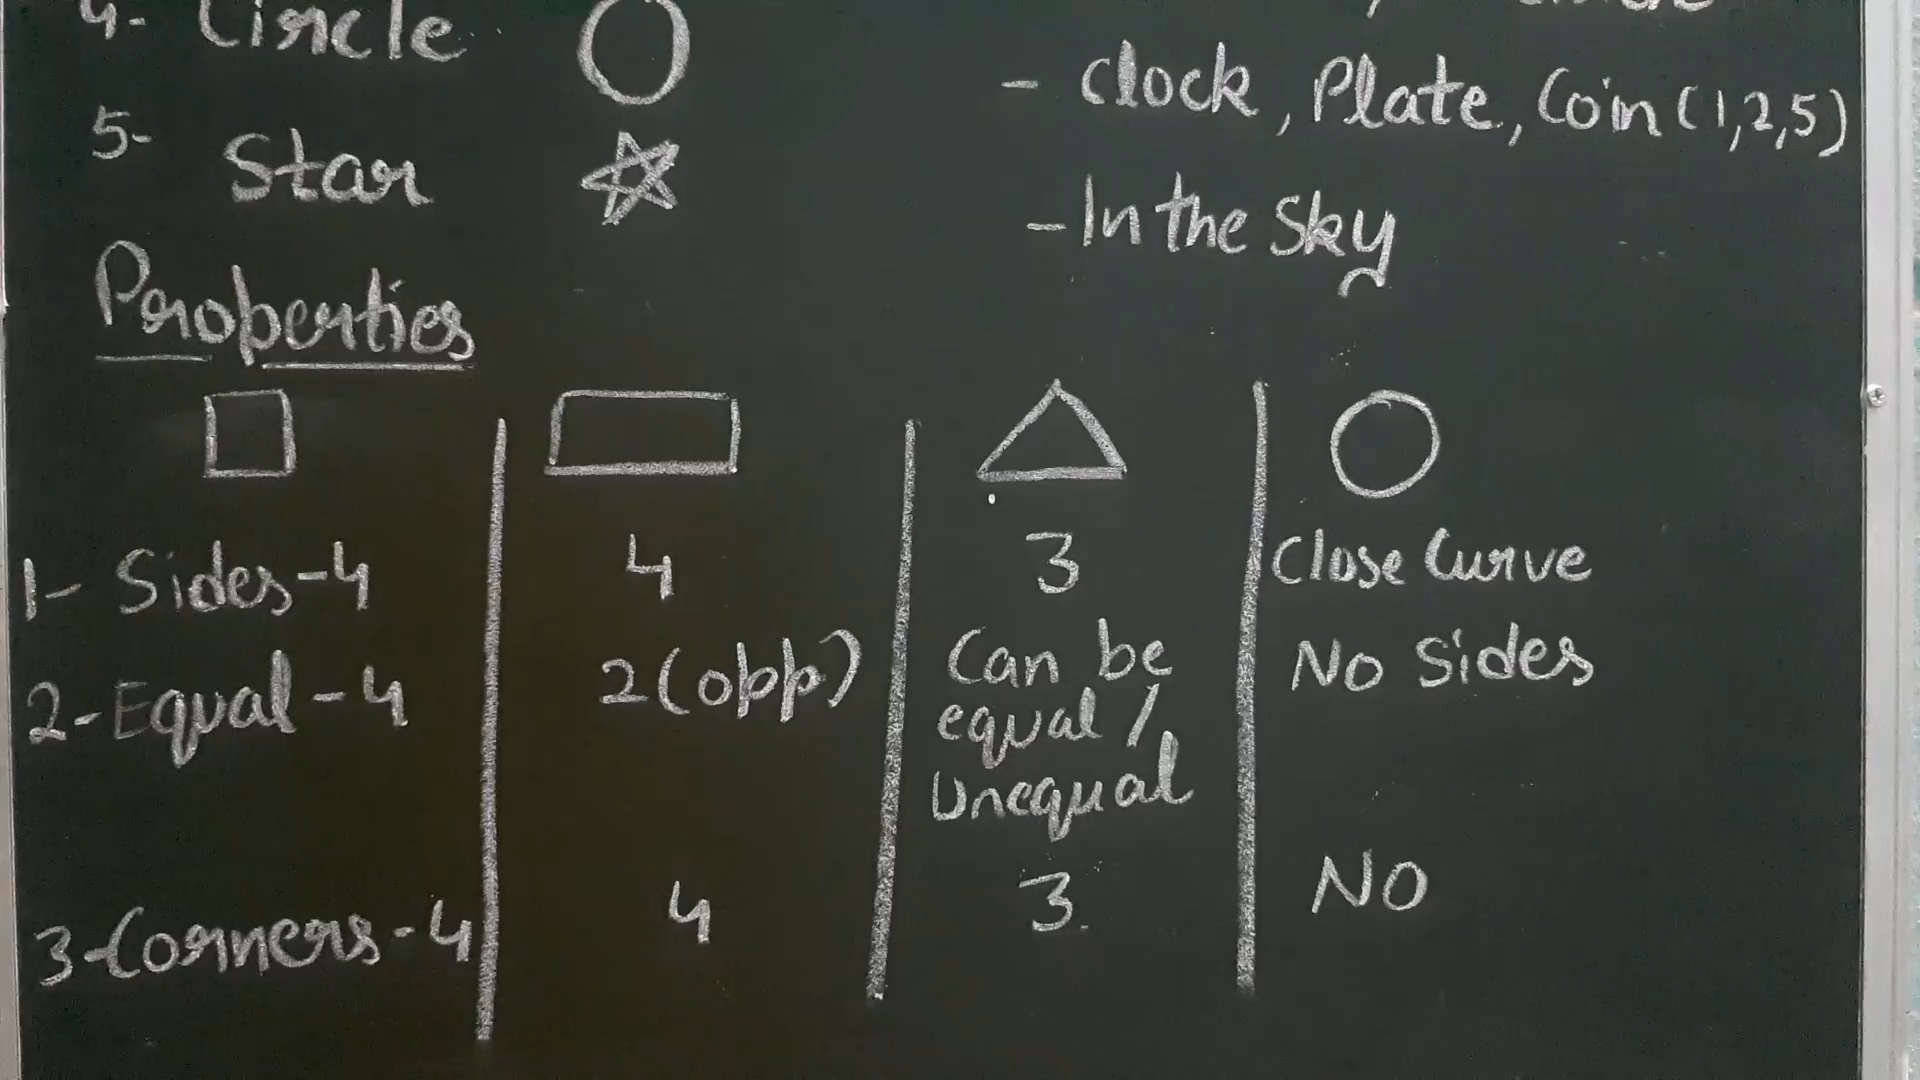 4- Circle
- Clock, Plate, Coin (1,2,5)
5- Star
- In the Sky
Properties
1- Sides-4 4 3 Close Curve
2-Equal-4 2(opp) Can be No Sides
equal /
Unequal
3-Corners-4 4 3. No